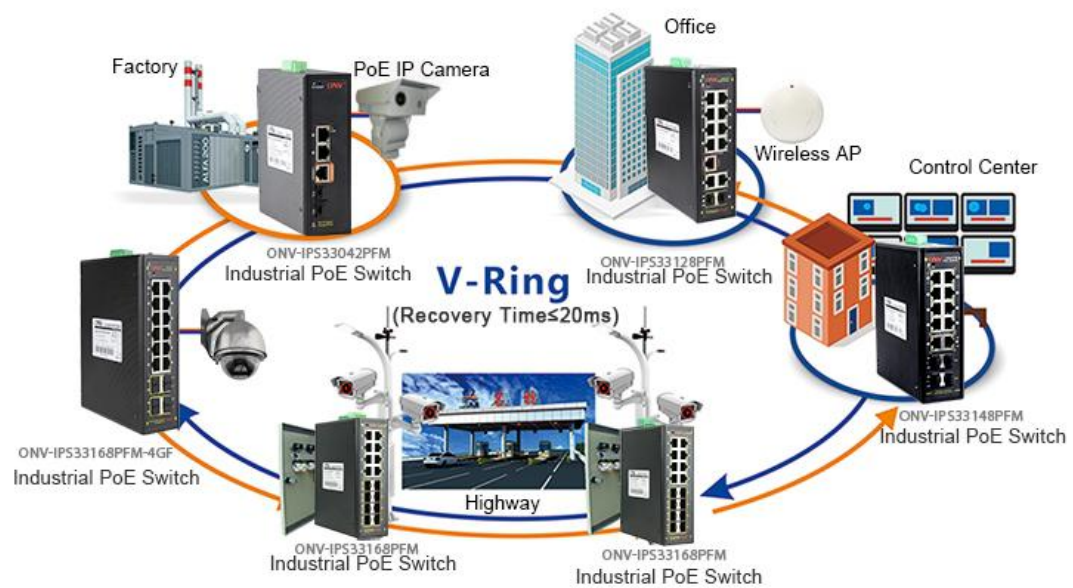 Office
Factory
PoE IP Camera
ALFA200
Wireless AP
Control Center
ONV-IPS33042PFM
Industrial PoE Switch
ONV-IPS33128PFM
Industrial PoE Switch
V-Ring
(Recovery Time≤20ms)
ONV-IPS33148PFM
Industrial PoE Switch
ONV-IPS33168PFM-4GF
Industrial PoE Switch
Highway
ONV-IPS33168PFM
Industrial PoE Switch
ONV-IPS33168PFM
Industrial PoE Switch